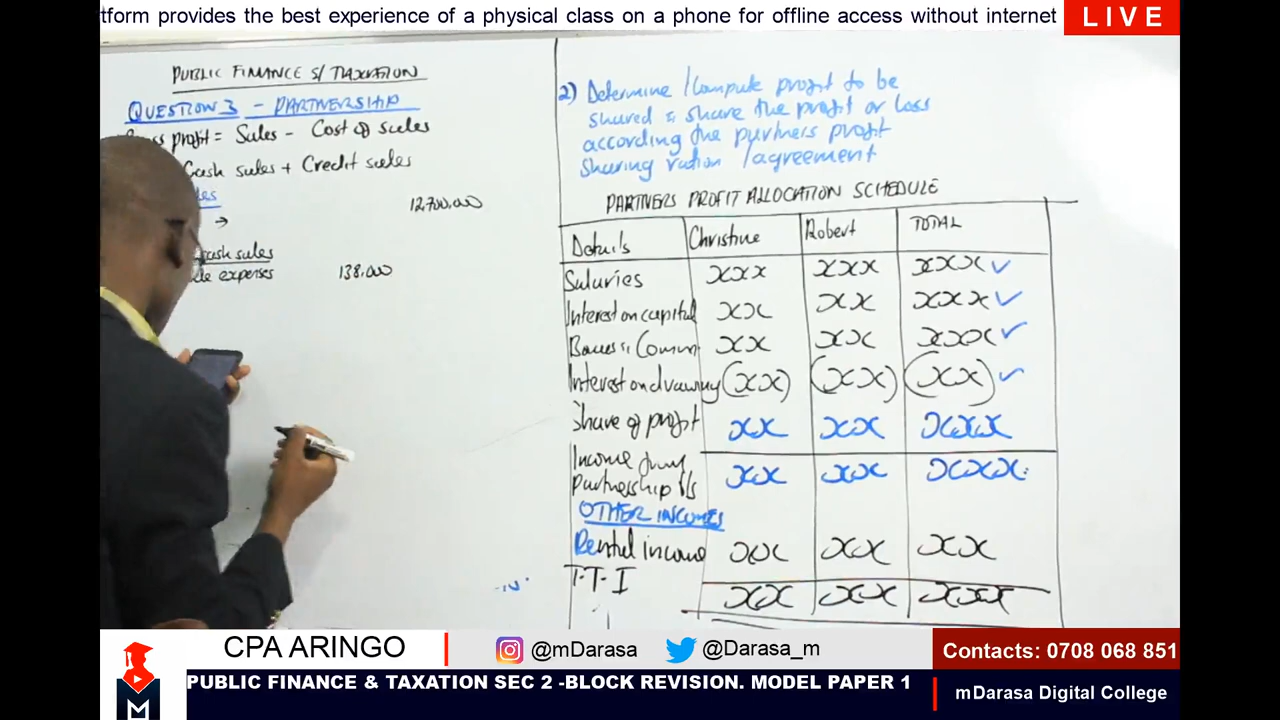 tform provides the best experience of a physical class on a phone for offline access without internet
LIVE
PUBLIC FINANCE & TAXATION
QUESTION 3 - PARTNERSHIP
profit = Sales - Cost of sales
Cash sales + Credit sales
12,700,000
→
cash sales
expenses 138,000
2) Determine / Compute profit to be
shared & share the profit or loss
according the partners profit
sharing ration / agreement
PARTNERS PROFIT ALLOCATION SCHEDULE
Details Christine Robert TOTAL
Salaries XXX XXX XXX ✓
Interest on capital XX XX XXX ✓
XX XX XXX ✓
Interest on drawing (XX) (XX) (XX) ✓
Share of profit XX XX XXX
Income from
Partnership XX XX XXX
OTHER INCOMES
Rental income XX XX XX
T.T.I XX XX XXX
CPA ARINGO
@mDarasa
@Darasa_m
Contacts: 0708 068 851
PUBLIC FINANCE & TAXATION SEC 2 -BLOCK REVISION. MODEL PAPER 1
mDarasa Digital College
M